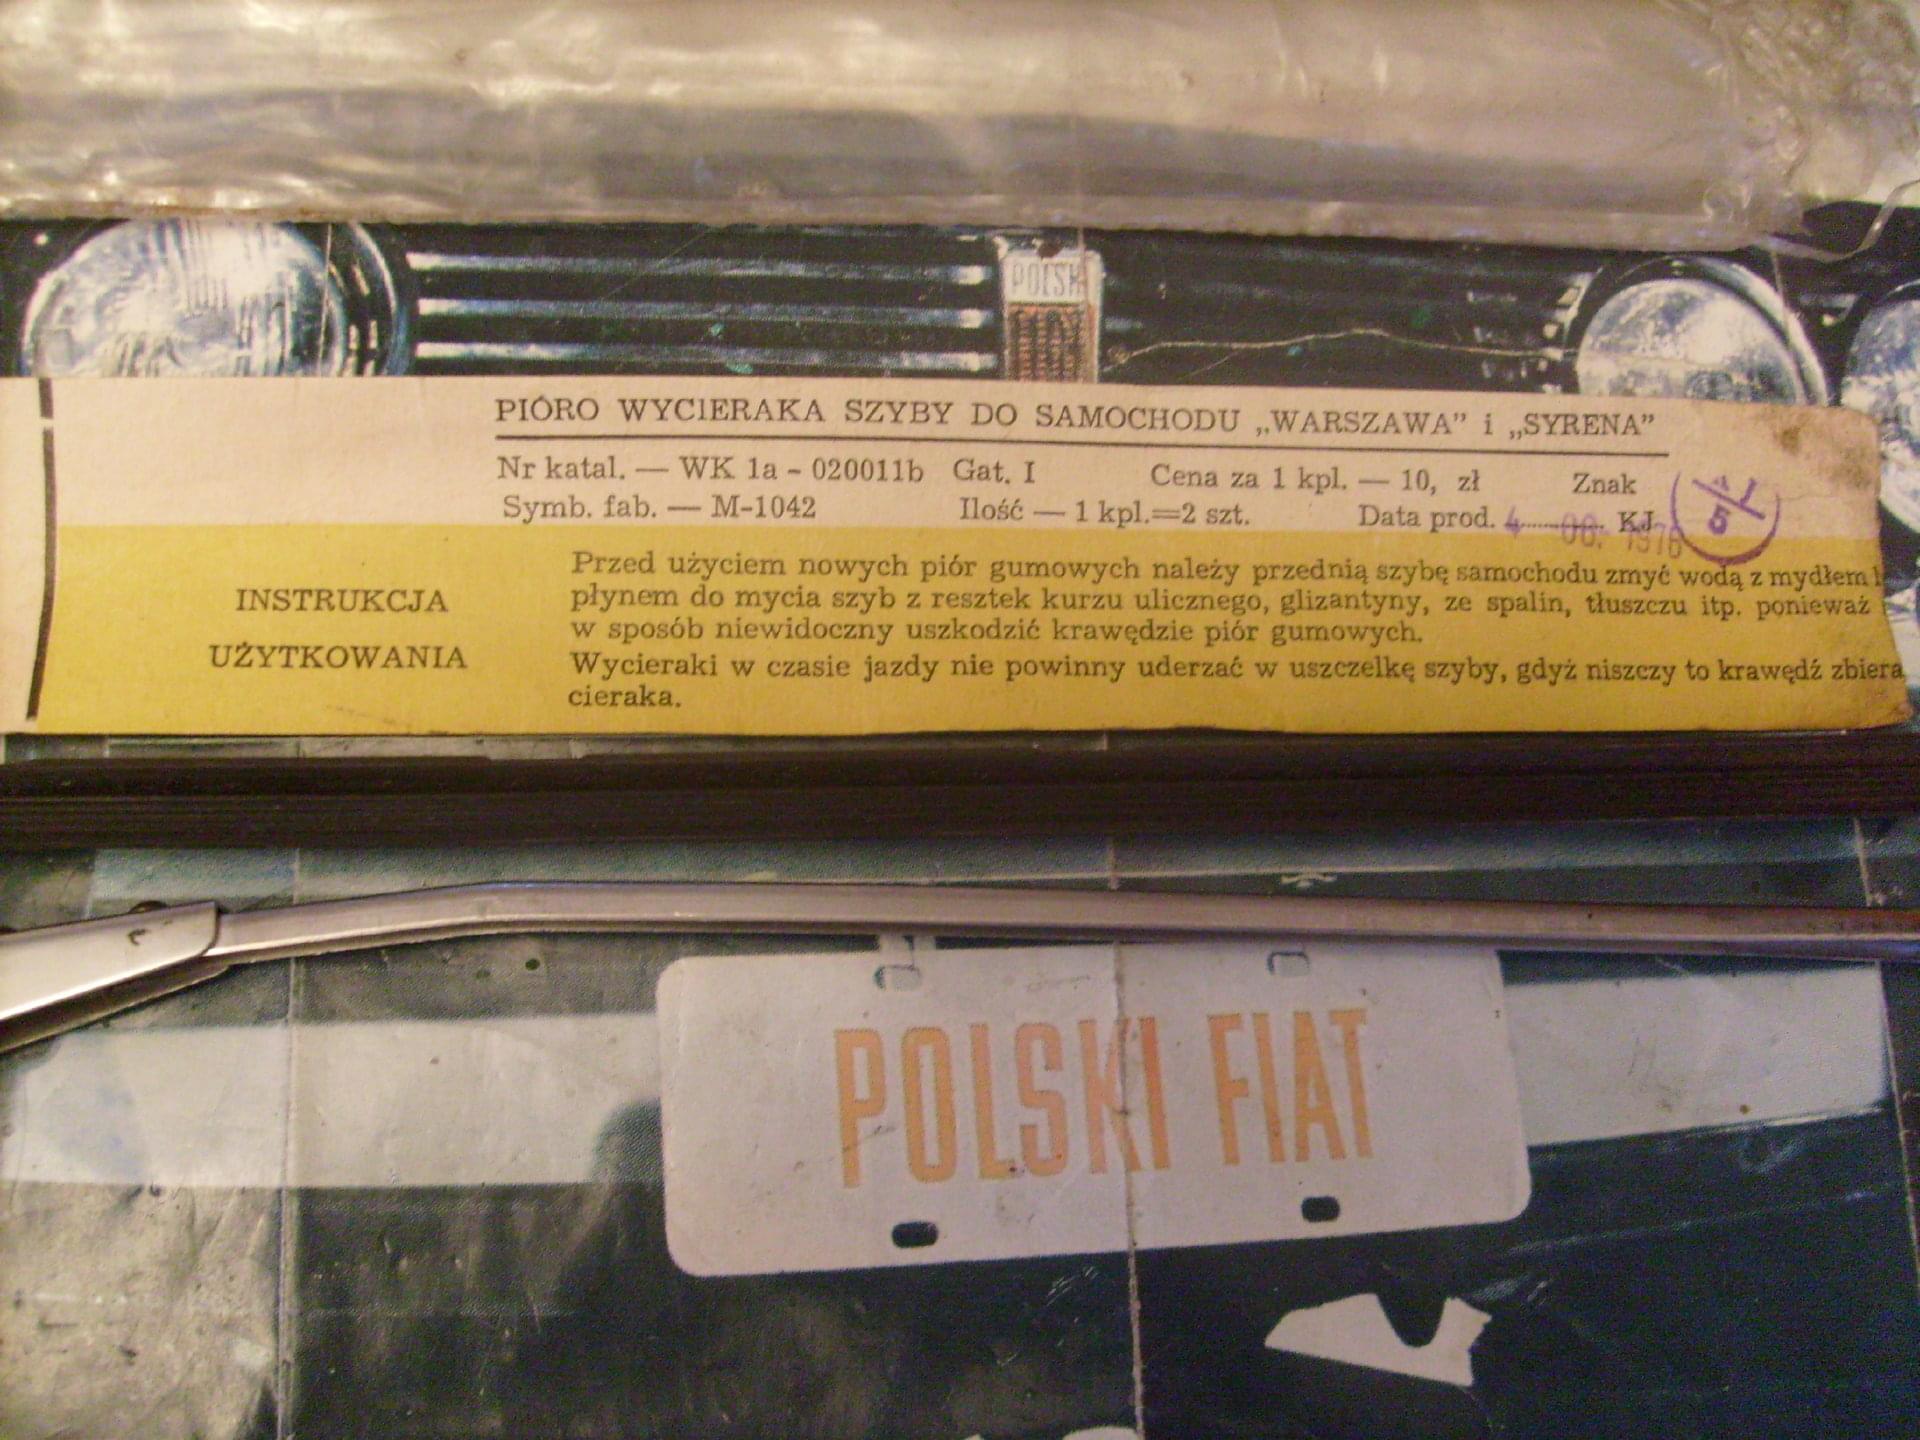 POLSKI
PIÓRO WYCIERAKA SZYBY DO SAMOCHODU „WARSZAWA” i „SYRENA”
Nr katal. — WK 1a - 020011b Gat. I Cena za 1 kpl. — 10, zł Znak
Symb. fab. — M-1042 Ilość — 1 kpl.=2 szt. Data prod. KJ
INSTRUKCJA
UŻYTKOWANIA
Przed użyciem nowych piór gumowych należy przednią szybę samochodu zmyć wodą z mydłem
płynem do mycia szyb z resztek kurzu ulicznego, glizantyny, ze spalin, tłuszczu itp. ponieważ
w sposób niewidoczny uszkodzić krawędzie piór gumowych.
Wycieraki w czasie jazdy nie powinny uderzać w uszczelkę szyby, gdyż niszczy to krawędź zbiera
cieraka.
POLSKI FIAT